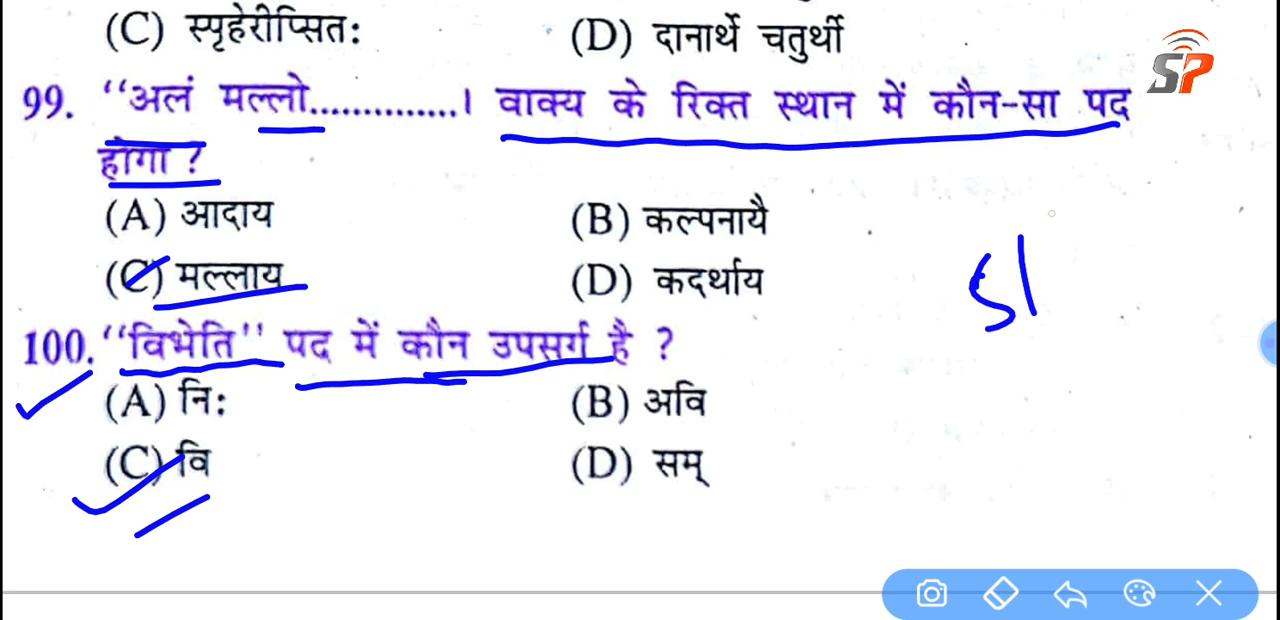 (C) स्पृहेरीप्सितः (D) दानार्थे चतुर्थी
SP
99. “अलं मल्लो..............। वाक्य के रिक्त स्थान में कौन-सा पद
होगा ?
(A) आदाय (B) कल्पनायै
(C) मल्लाय (D) कदर्थाय
100. “विभेति" पद में कौन उपसर्ग है ?
(A) निः (B) अवि
(C) वि (D) सम्